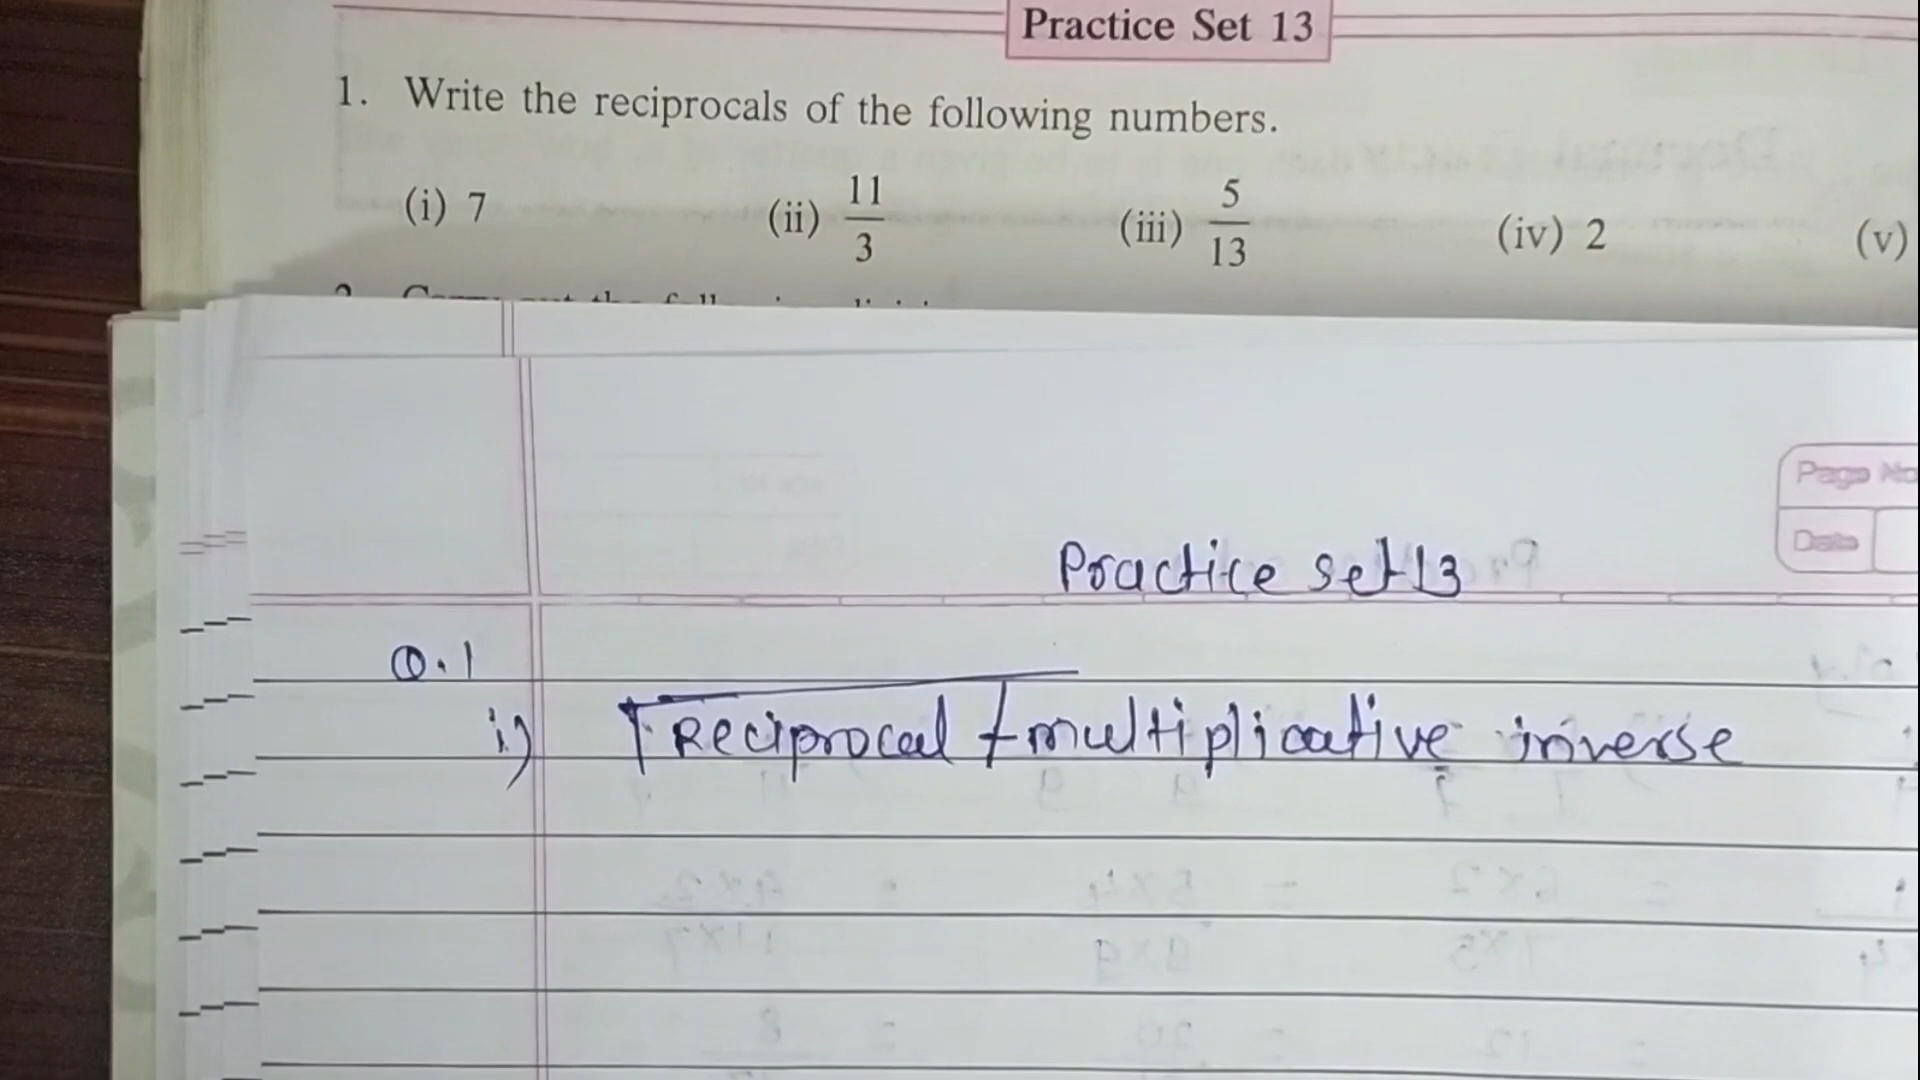 Practice Set 13
1. Write the reciprocals of the following numbers.
(i) 7 (ii) 11/3 (iii) 5/13 (iv) 2 (v)
Page No
Date
Practice set 13
Q.1
i) Reciprocal / multiplicative inverse